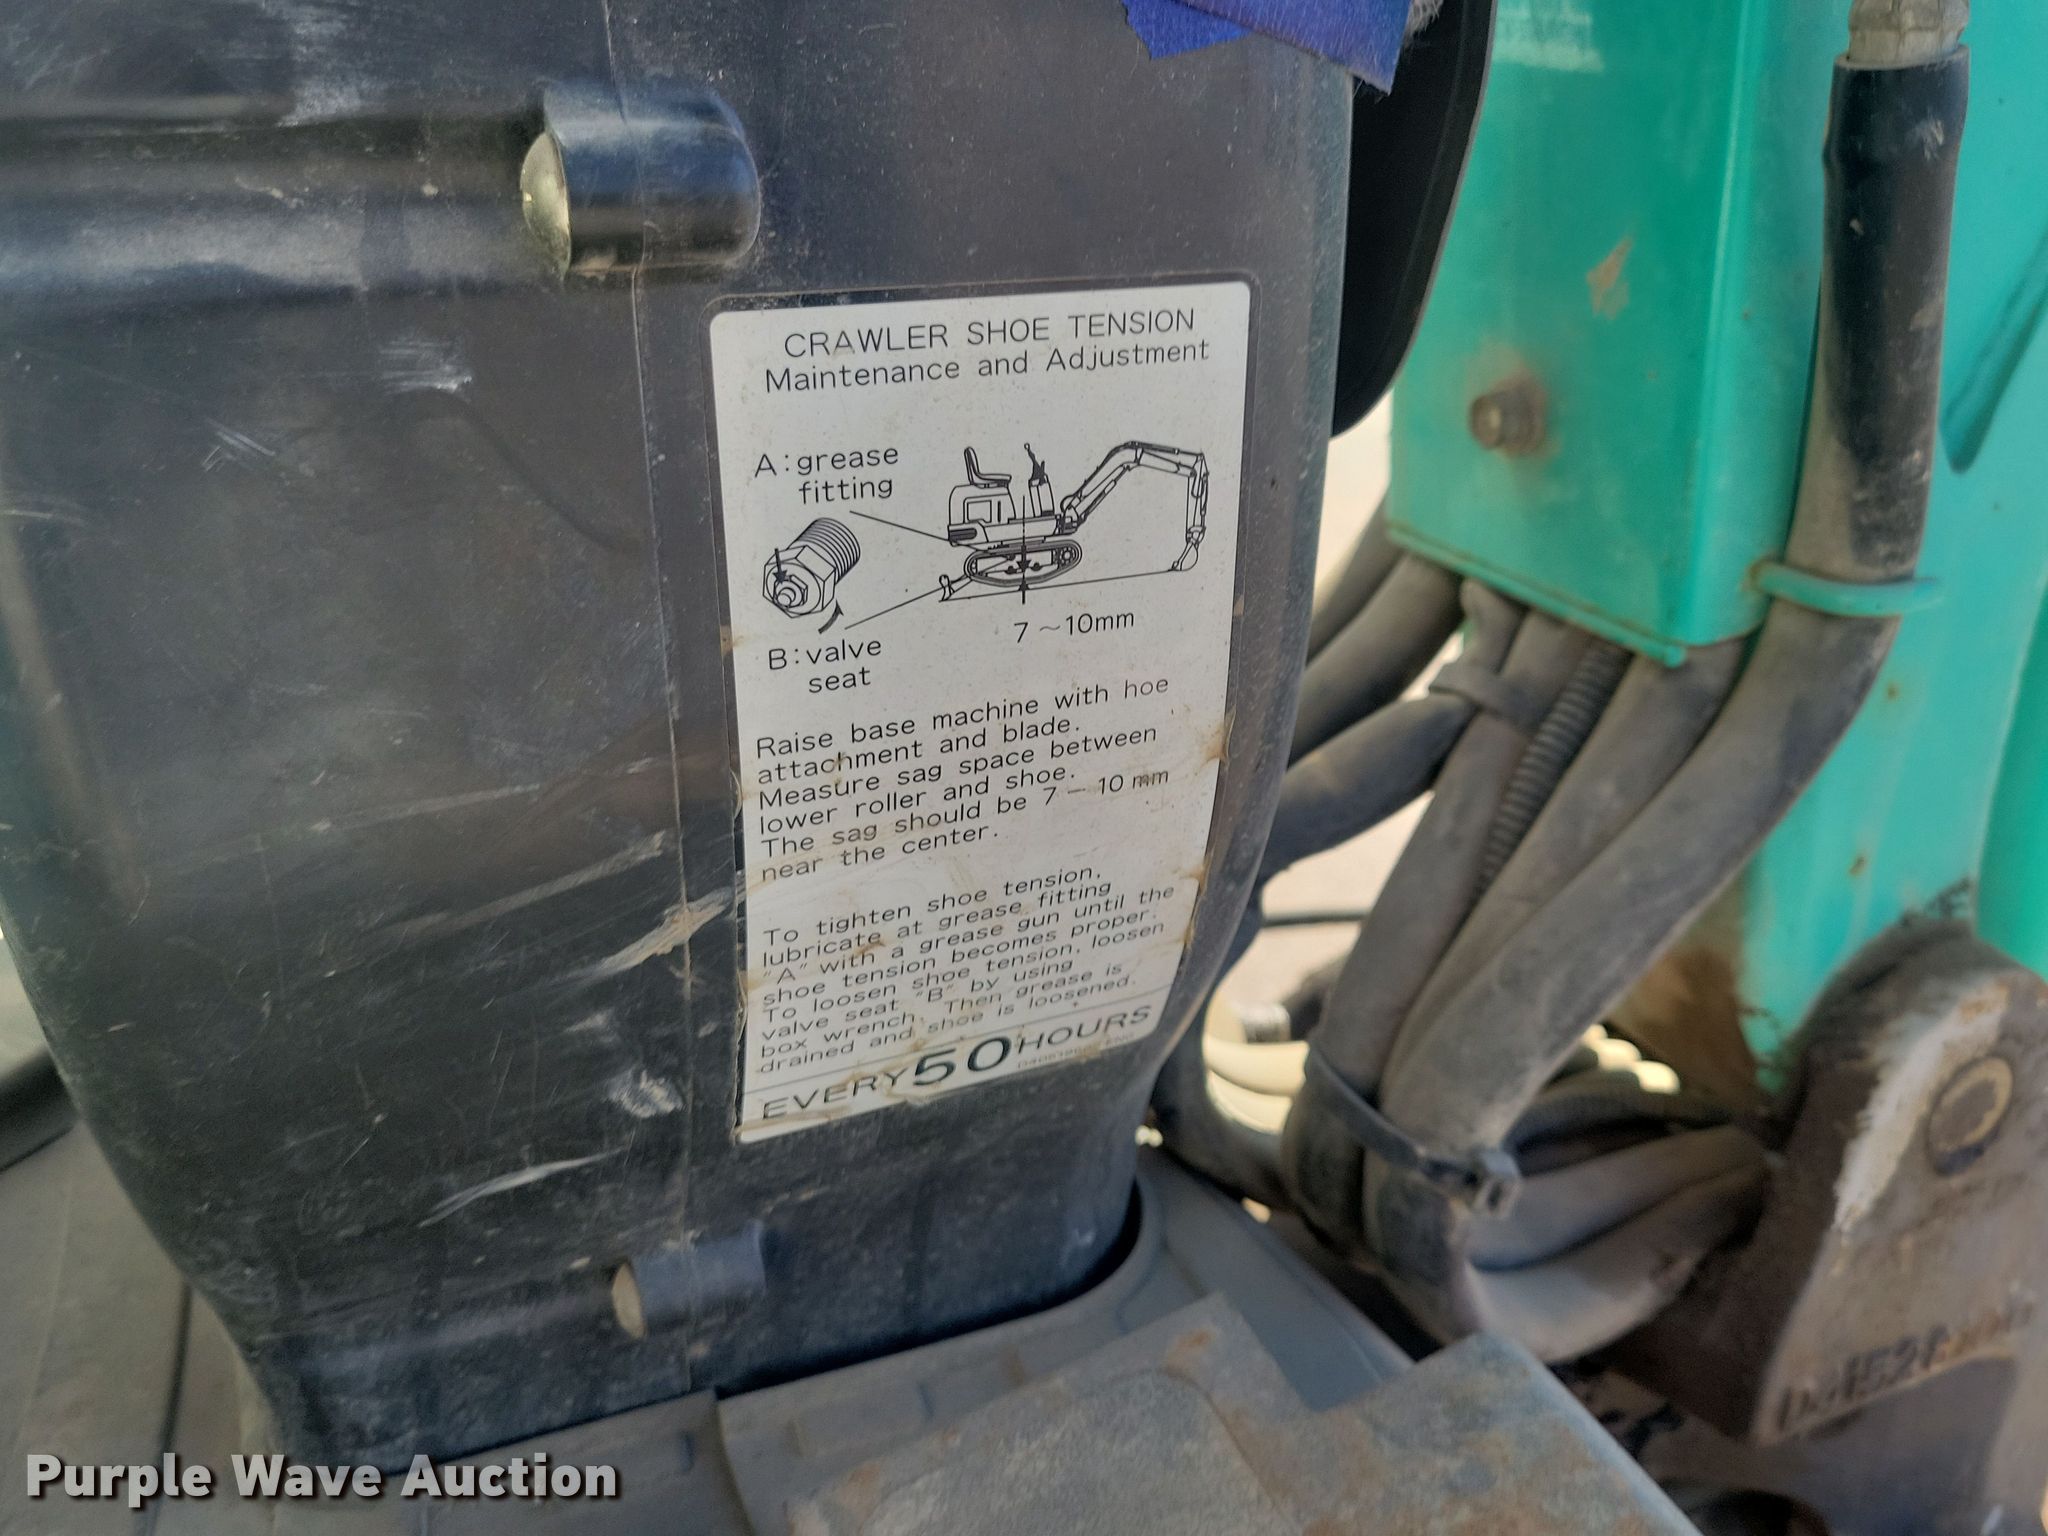 CRAWLER SHOE TENSION
Maintenance and Adjustment
A:grease
fitting
7~10mm
B:valve
seat
Raise base machine with hoe
attachment and blade.
Measure sag space between
lower roller and shoe.
The sag should be 7-10mm
near the center.
To tighten shoe tension,
lubricate at grease fitting
"A" with a grease gun until the
shoe tension becomes proper.
To loosen shoe tension, loosen
valve seat "B" by using
box wrench. Then grease is
drained and shoe is loosened.
EVERY 50 HOURS
Purple Wave Auction